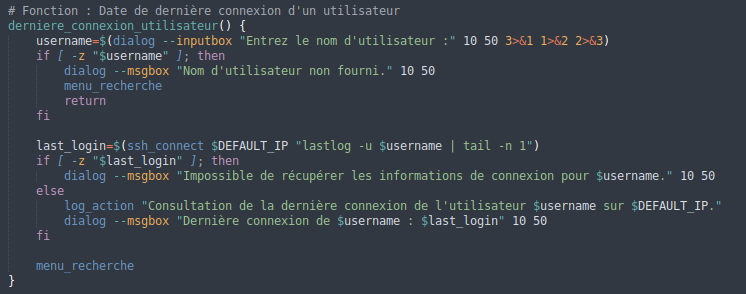 # Fonction : Date de dernière connexion d'un utilisateur
derniere_connexion_utilisateur() {
    username=$(dialog --inputbox "Entrez le nom d'utilisateur :" 10 50 3>&1 1>&2 2>&3)
    if [ -z "$username" ]; then
        dialog --msgbox "Nom d'utilisateur non fourni." 10 50
        menu_recherche
        return
    fi

    last_login=$(ssh_connect $DEFAULT_IP "lastlog -u $username | tail -n 1")
    if [ -z "$last_login" ]; then
        dialog --msgbox "Impossible de récupérer les informations de connexion pour $username." 10 50
    else
        log_action "Consultation de la dernière connexion de l'utilisateur $username sur $DEFAULT_IP."
        dialog --msgbox "Dernière connexion de $username : $last_login" 10 50
    fi

    menu_recherche
}